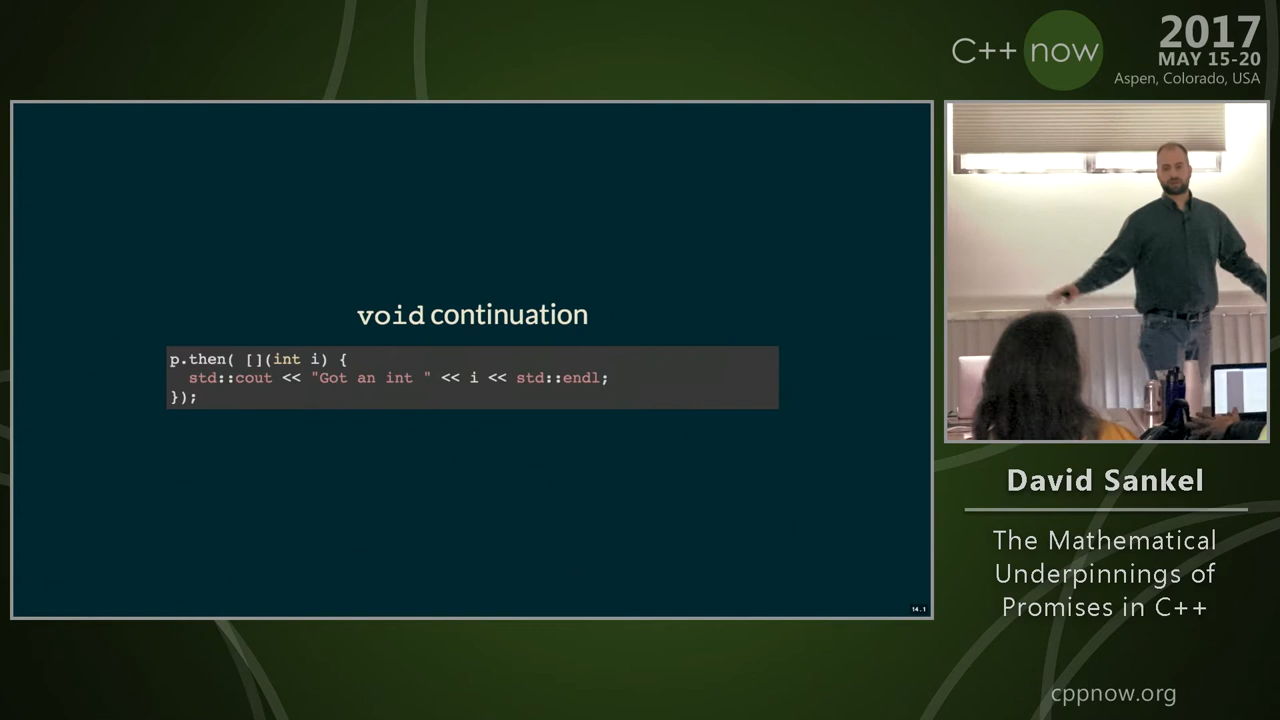 C++ now
2017
MAY 15-20
Aspen, Colorado, USA
void continuation
p.then( [](int i) {
  std::cout << "Got an int " << i << std::endl;
});
14.1
David Sankel
The Mathematical
Underpinnings of
Promises in C++
cppnow.org